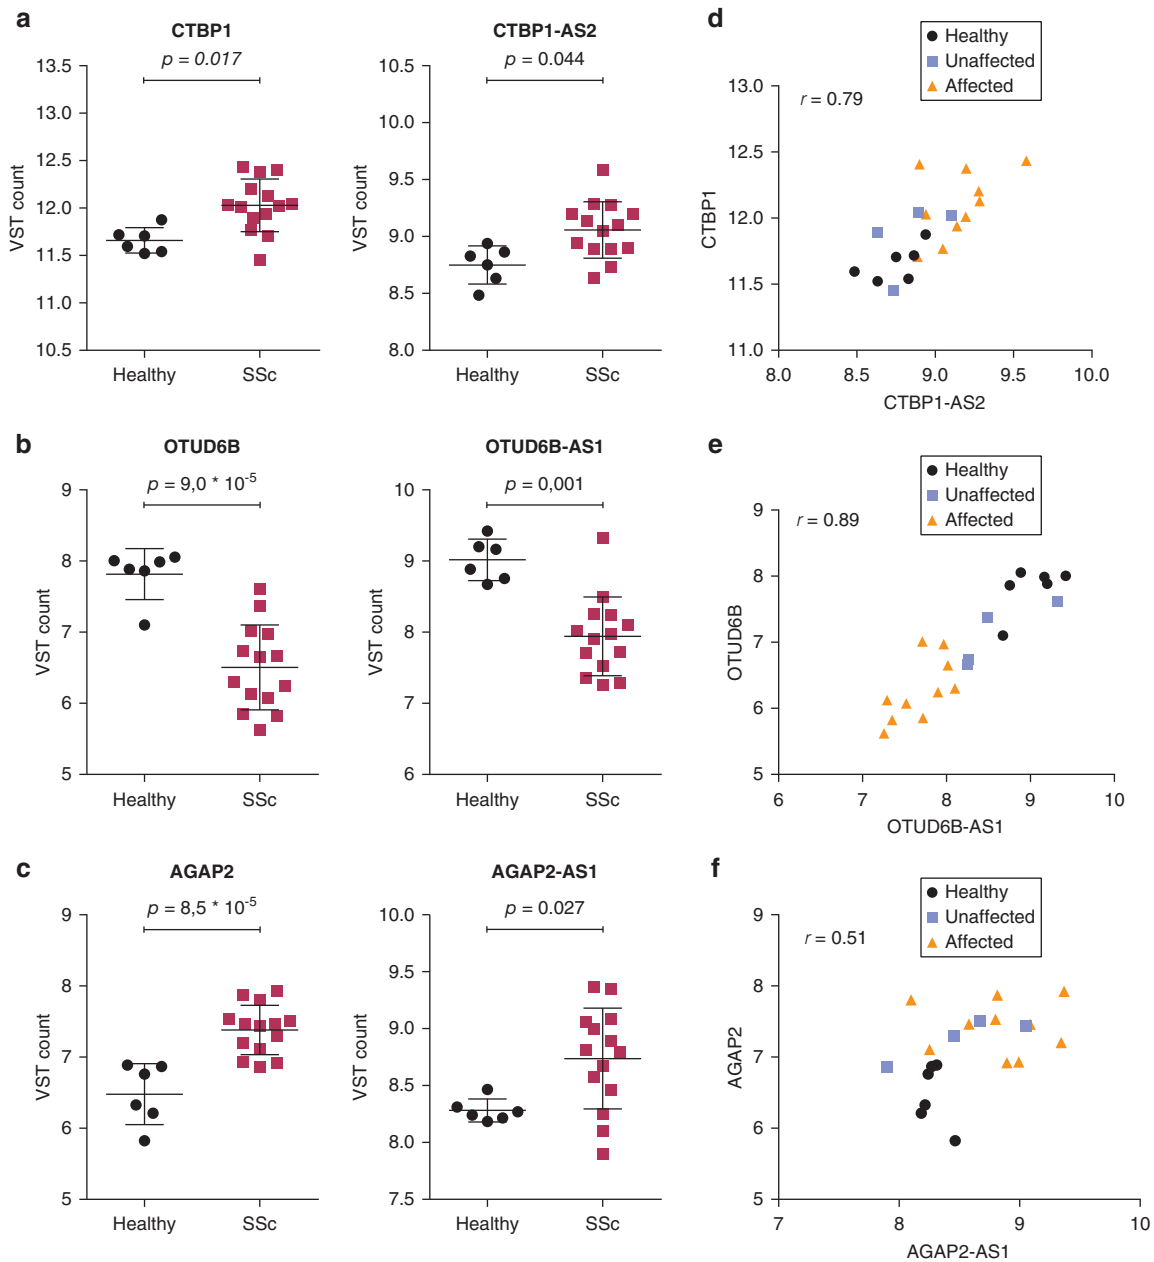 a
CTBP1
p = 0.017
VST count
13.5
13.0
12.5
12.0
11.5
11.0
10.5
Healthy
SSc
CTBP1-AS2
p = 0.044
VST count
10.5
10.0
9.5
9.0
8.5
8.0
Healthy
SSc
d
Healthy
Unaffected
Affected
r = 0.79
CTBP1
13.0
12.5
12.0
11.5
11.0
8.0
8.5
9.0
9.5
10.0
CTBP1-AS2
b
OTUD6B
p = 9,0 * 10-5
VST count
9
8
7
6
5
Healthy
SSc
OTUD6B-AS1
p = 0,001
VST count
10
9
8
7
6
Healthy
SSc
e
Healthy
Unaffected
Affected
r = 0.89
OTUD6B
9
8
7
6
5
6
7
8
9
10
OTUD6B-AS1
c
AGAP2
p = 8,5 * 10-5
VST count
9
8
7
6
5
Healthy
SSc
AGAP2-AS1
p = 0.027
VST count
10.0
9.5
9.0
8.5
8.0
7.5
Healthy
SSc
f
Healthy
Unaffected
Affected
r = 0.51
AGAP2
9
8
7
6
5
7
8
9
10
AGAP2-AS1